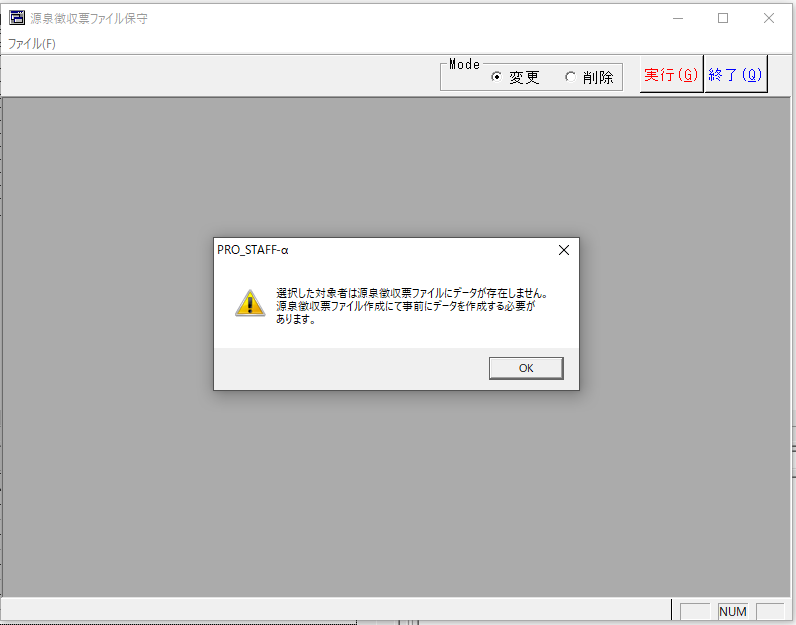 源泉徴収票ファイル保守
ファイル(F)
Mode
変更
削除
実行(G)
終了(Q)
PRO_STAFF-α
選択した対象者は源泉徴収票ファイルにデータが存在しません。
源泉徴収票ファイル作成にて事前にデータを作成する必要が
あります。
OK
NUM